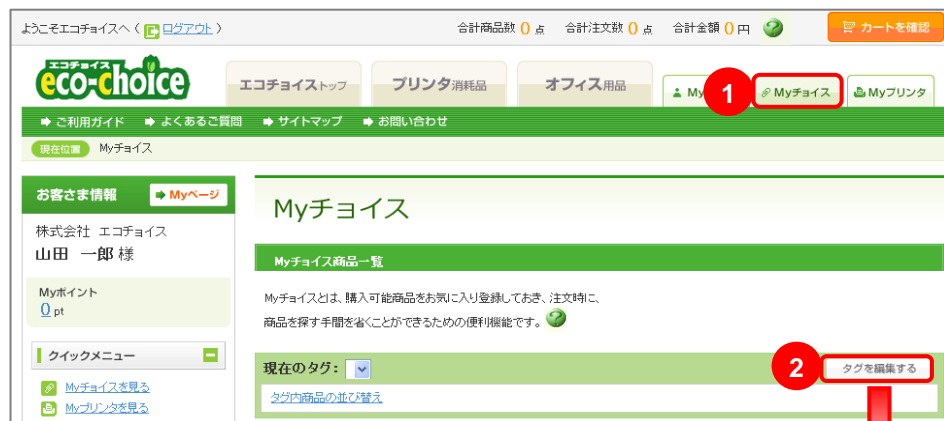 ようこそエコチョイスへ ( ログアウト )
合計商品数 0 点 合計注文数 0 点 合計金額 0 円
カートを確認
エコチョイス
eco-choice
エコチョイストップ
プリンタ消耗品
オフィス用品
My
1
Myチョイス
Myプリンタ
ご利用ガイド よくあるご質問 サイトマップ お問い合わせ
現在位置 Myチョイス
お客さま情報 Myページ
株式会社 エコチョイス
山田 一郎 様
Myポイント
0 pt
クイックメニュー
Myチョイスを見る
Myプリンタを見る
Myチョイス
Myチョイス商品一覧
Myチョイスとは、購入可能商品をお気に入り登録しておき、注文時に、
商品を探す手間を省くことができるための便利機能です。
現在のタグ：
2
タグを編集する
タグ内商品の並び替え